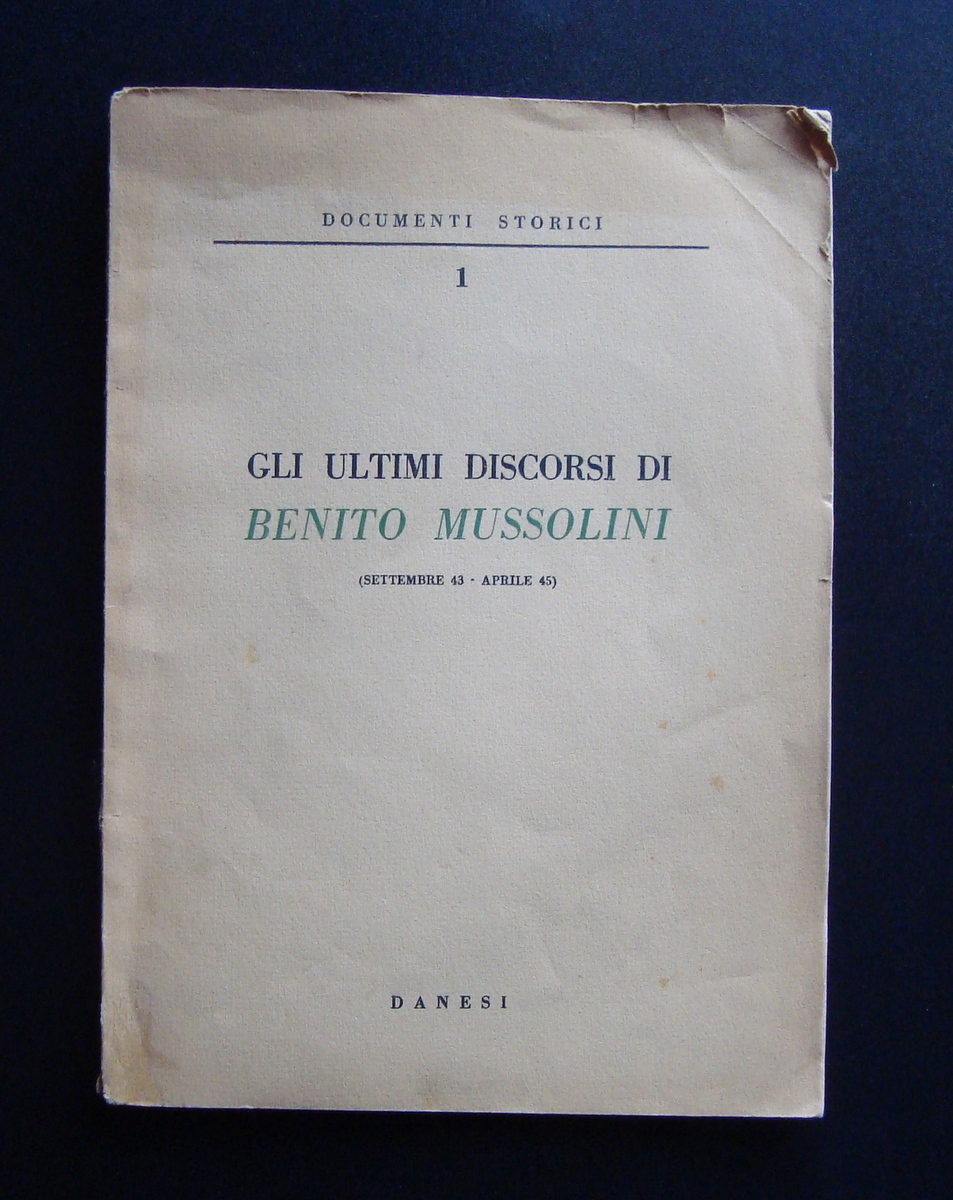 DOCUMENTI STORICI
1
GLI ULTIMI DISCORSI DI
BENITO MUSSOLINI
(SETTEMBRE 43 - APRILE 45)
DANESI